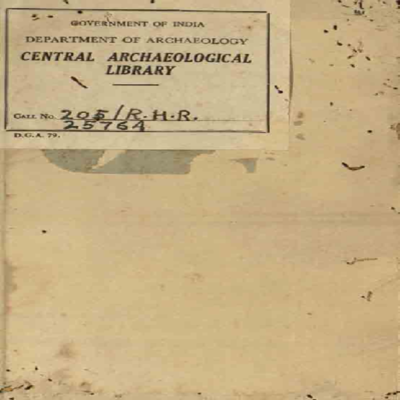 GOVERNMENT OF INDIA
DEPARTMENT OF ARCHAEOLOGY
CENTRAL ARCHAEOLOGICAL
LIBRARY
CALL No. 205/R.H.R.
25764
D.G.A. 79.